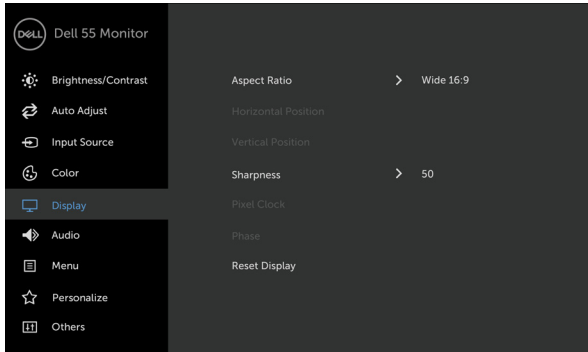 DELL Dell 55 Monitor
Brightness/Contrast
Auto Adjust
Input Source
Color
Display
Audio
Menu
Personalize
Others
Aspect Ratio > Wide 16:9
Horizontal Position
Vertical Position
Sharpness > 50
Pixel Clock
Phase
Reset Display